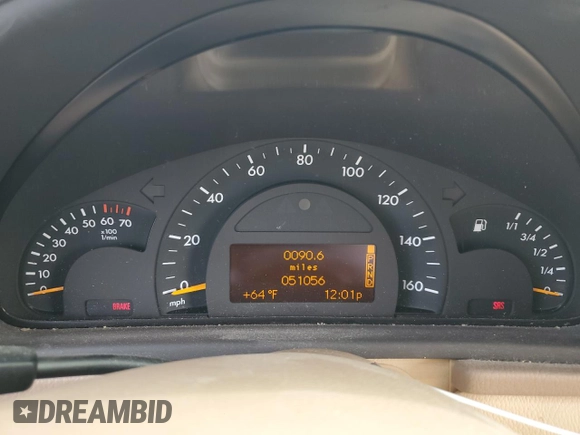 0 10 20 30 40 50 60 70
x100
1/min
BRAKE
0 20 40 60 80 100 120 140 160
mph
0090.6
miles
051056
+64°F 12:01p
P
R
N
D
1/1 3/4 1/2 1/4 0
SRS
DREAMBID